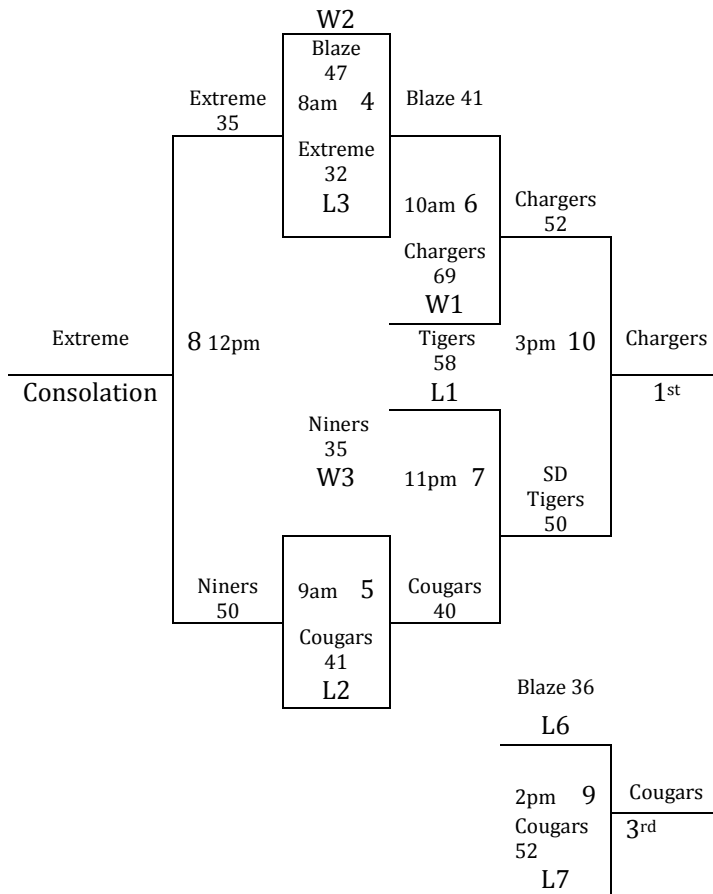 W2
Blaze
47
Extreme
35
8am 4
Blaze 41
Extreme
32
L3
10am 6
Chargers
52
Chargers
69
W1
Extreme
8 12pm
Tigers
58
3pm 10
Chargers
Consolation
L1
1st
Niners
35
W3
11pm 7
SD
Tigers
50
Niners
50
9am 5
Cougars
40
Cougars
41
L2
Blaze 36
L6
2pm 9
Cougars
Cougars
52
3rd
L7